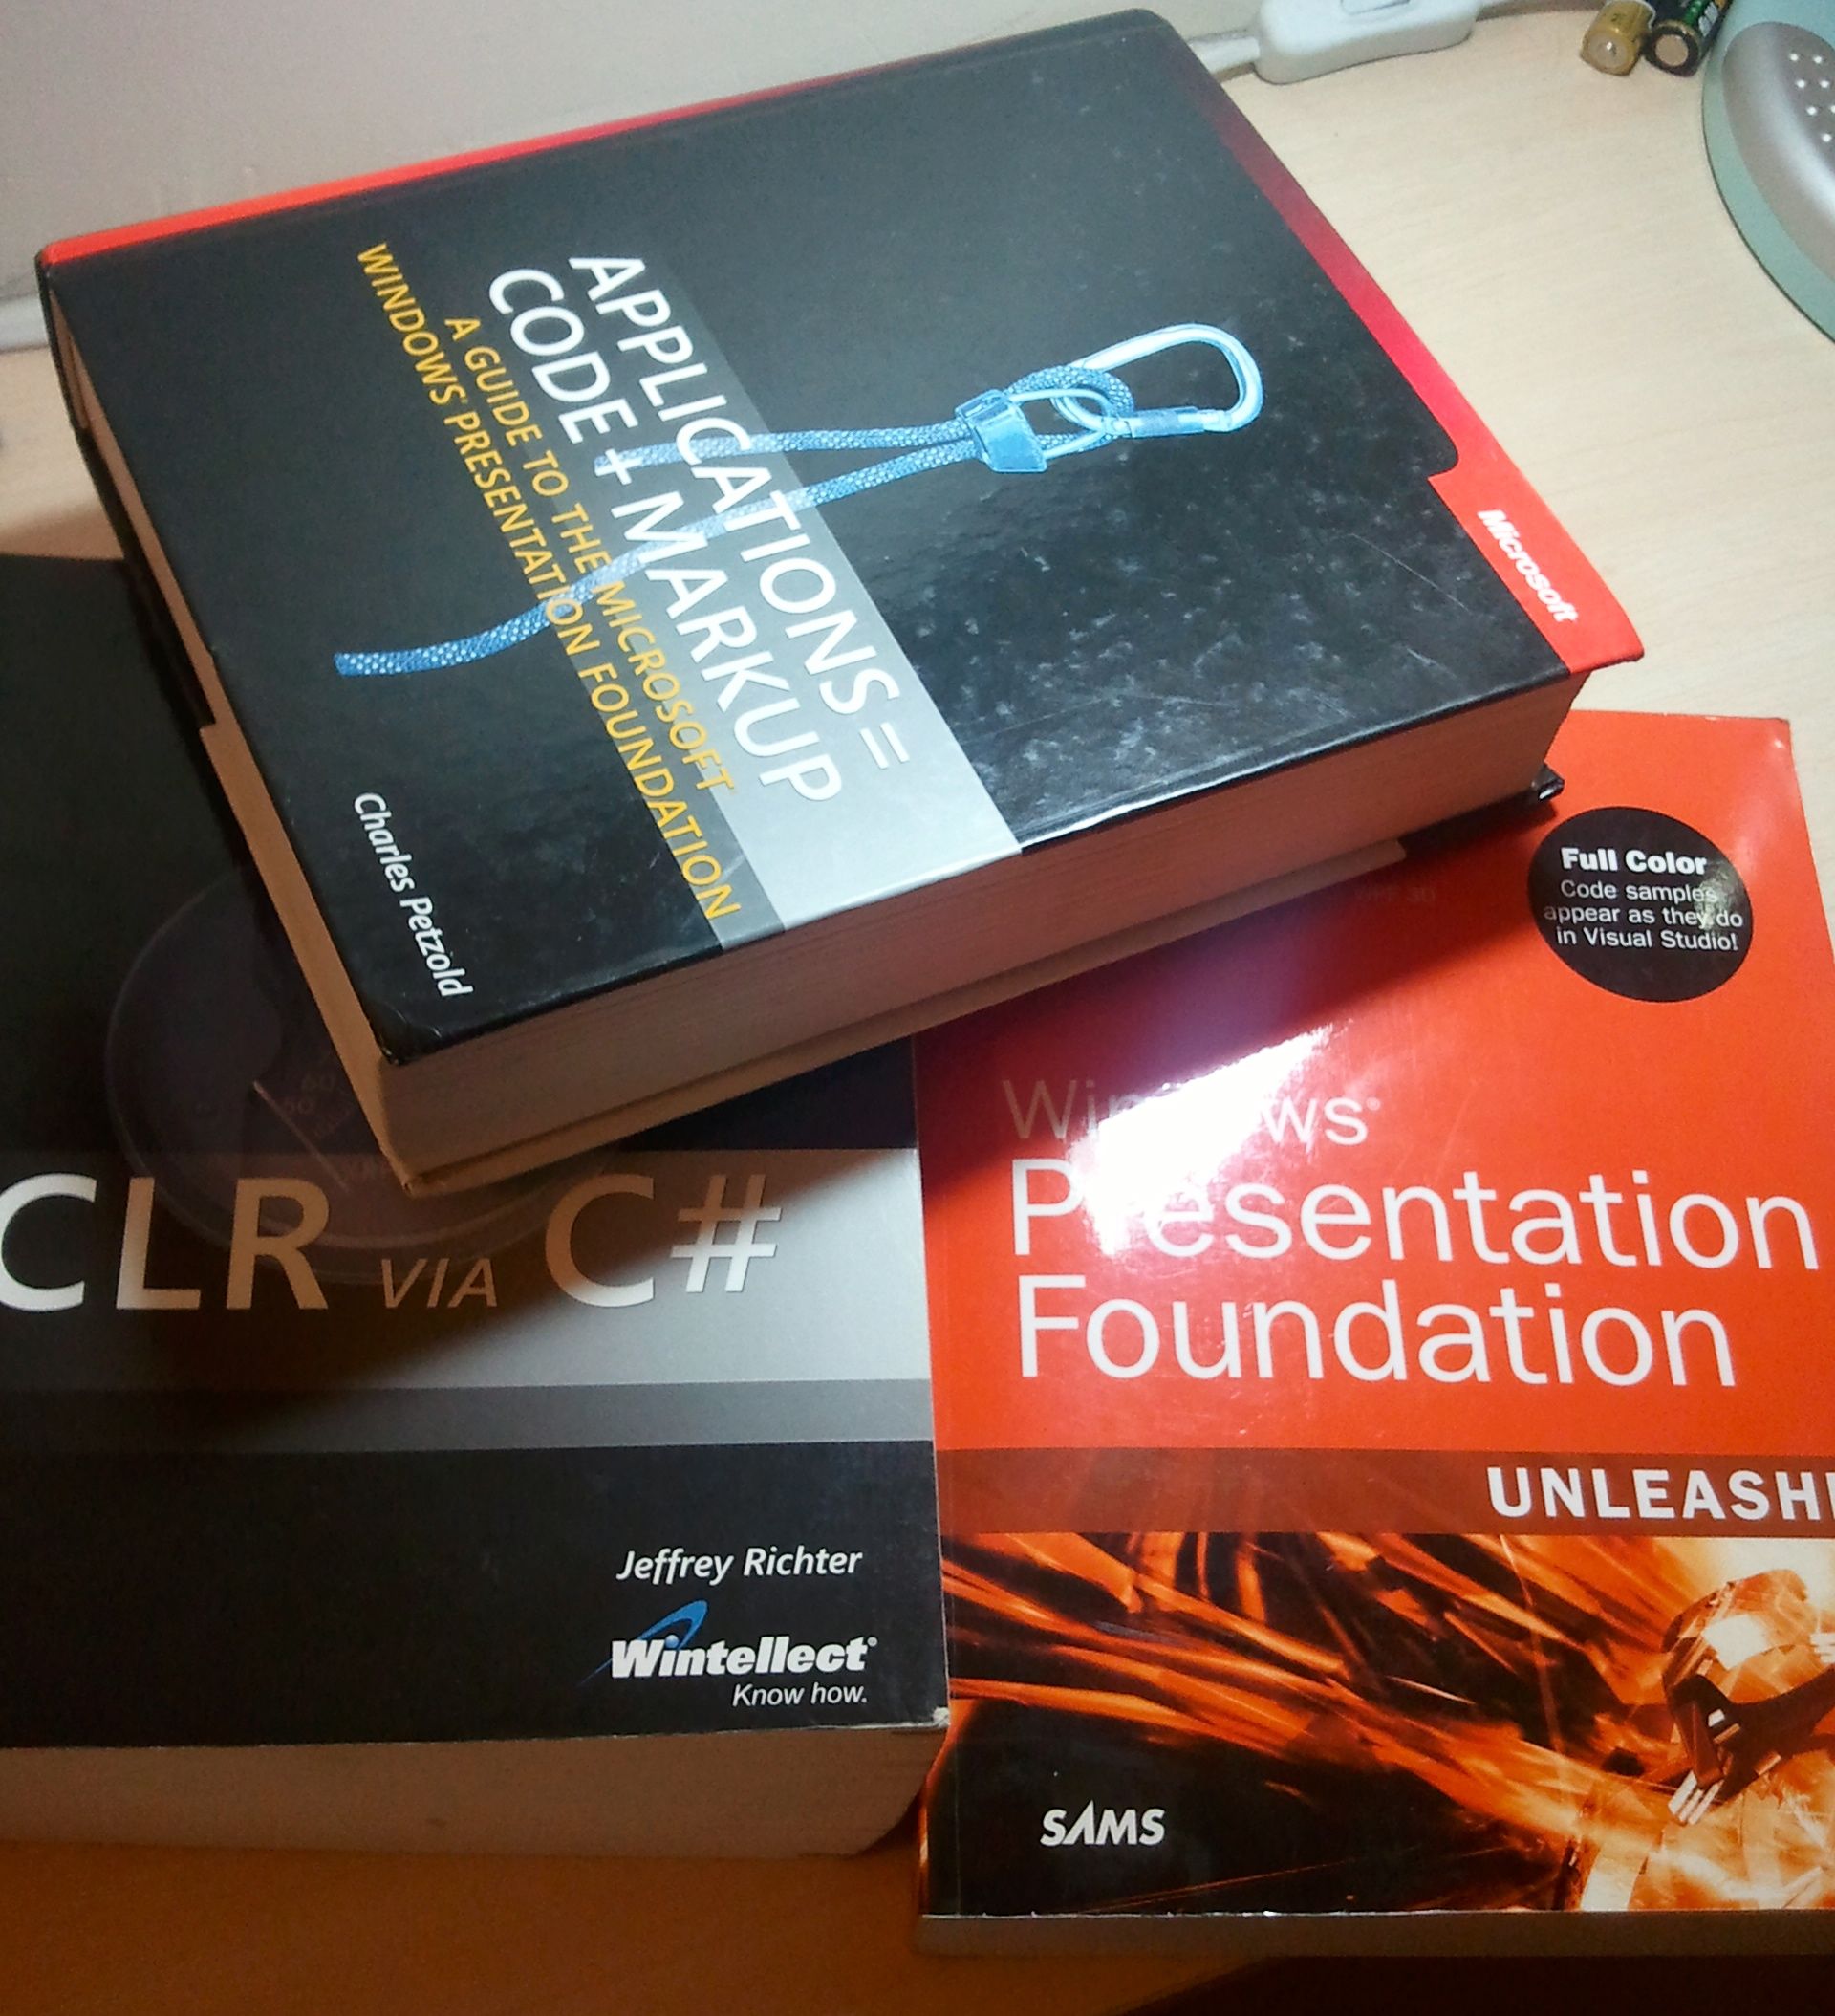 Microsoft
APPLICATIONS =
CODE + MARKUP
A GUIDE TO THE MICROSOFT
WINDOWS® PRESENTATION FOUNDATION
Charles Petzold
CLR VIA C#
Jeffrey Richter
Wintellect®
Know how.
Full Color
Code samples
appear as they do
in Visual Studio!
Presentation
Foundation
UNLEASH
SAMS